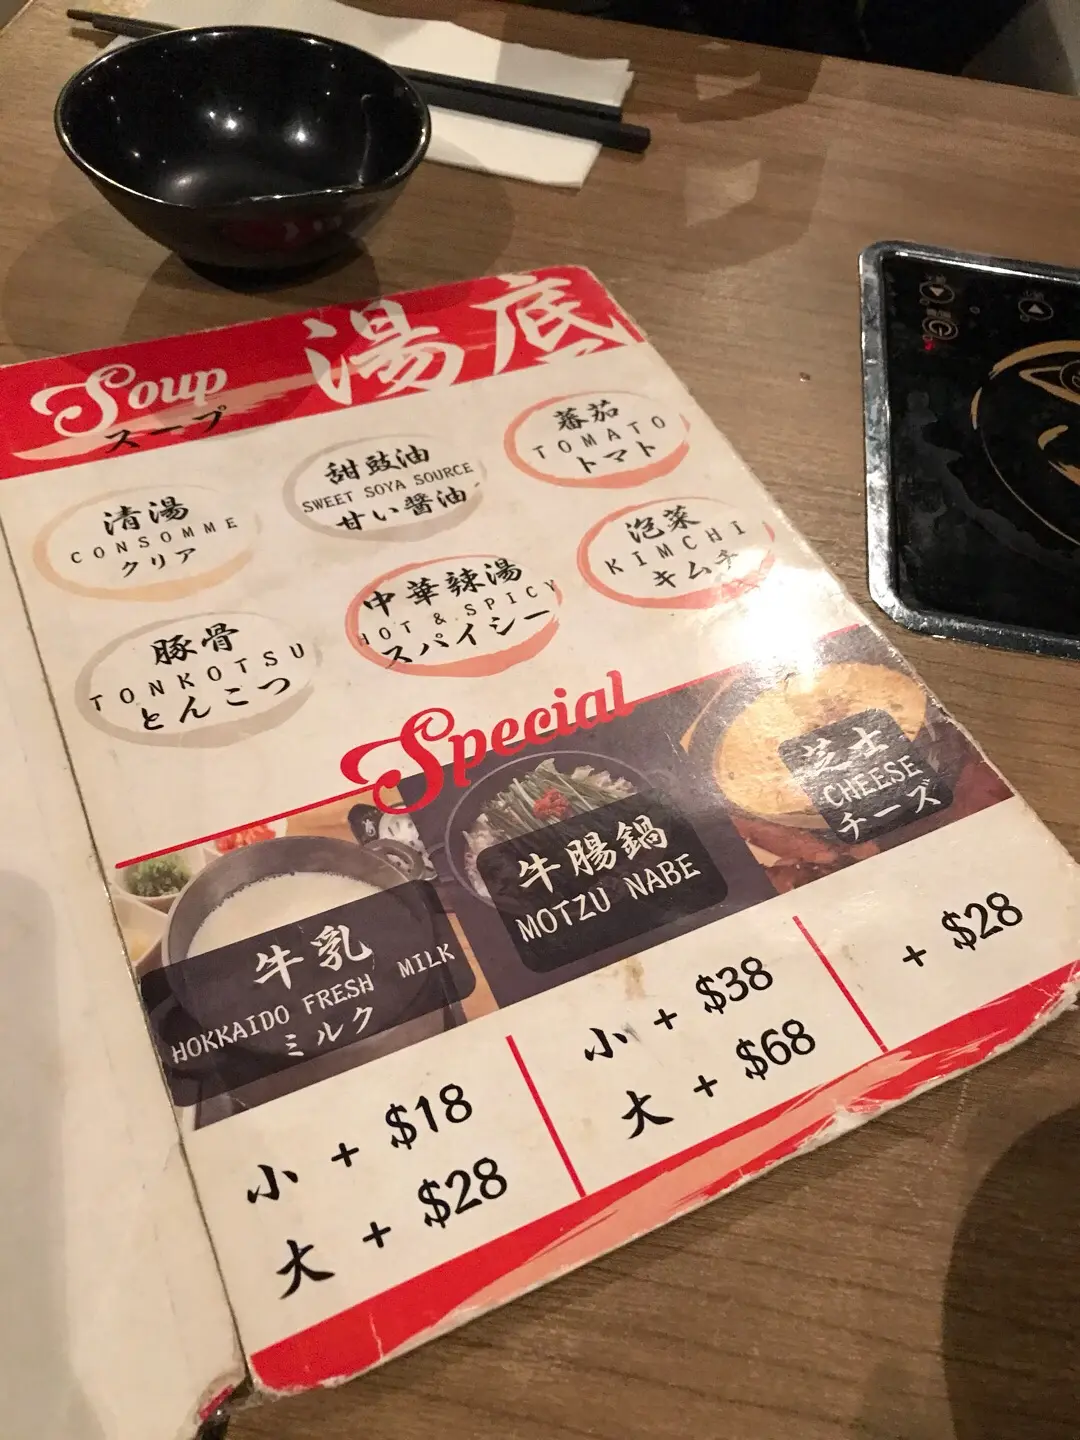 Soup 湯底
スープ
清湯
CONSOMME
クリア
甜豉油
SWEET SOYA SOURCE
甘い醬油
蕃茄
TOMATO
トマト
豚骨
TONKOTSU
とんこつ
中華辣湯
HOT & SPICY
スパイシー
泡菜
KIMCHI
キムチ
Special
牛乳
HOKKAIDO FRESH MILK
ミルク
小 + $18
大 + $28
牛腸鍋
MOTZU NABE
小 + $38
大 + $68
芝士
CHEESE
チーズ
+ $28